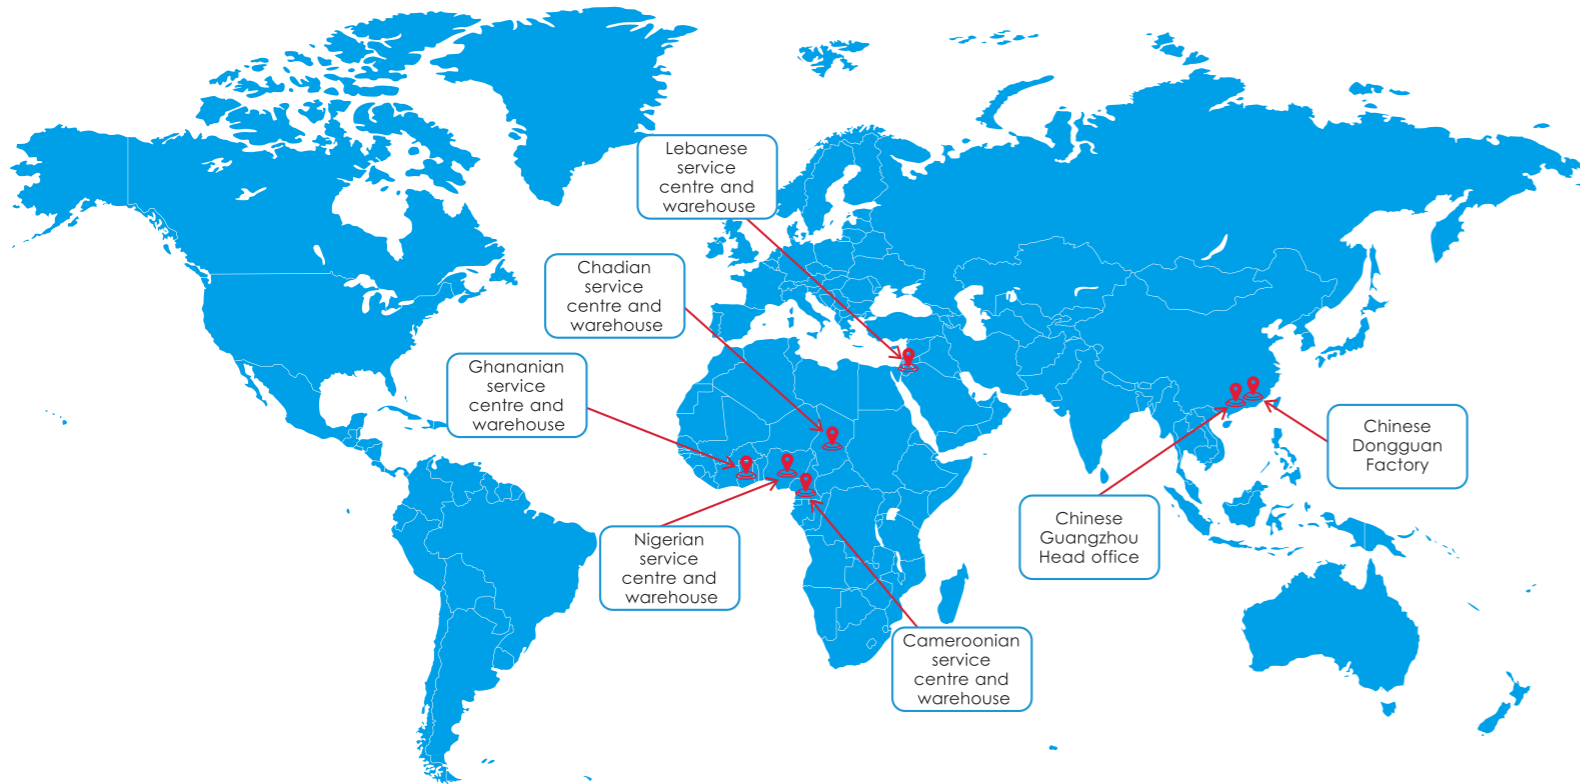 Lebanese
service
centre and
warehouse
Chadian
service
centre and
warehouse
Ghananian
service
centre and
warehouse
Nigerian
service
centre and
warehouse
Cameroonian
service
centre and
warehouse
Chinese
Guangzhou
Head office
Chinese
Dongguan
Factory